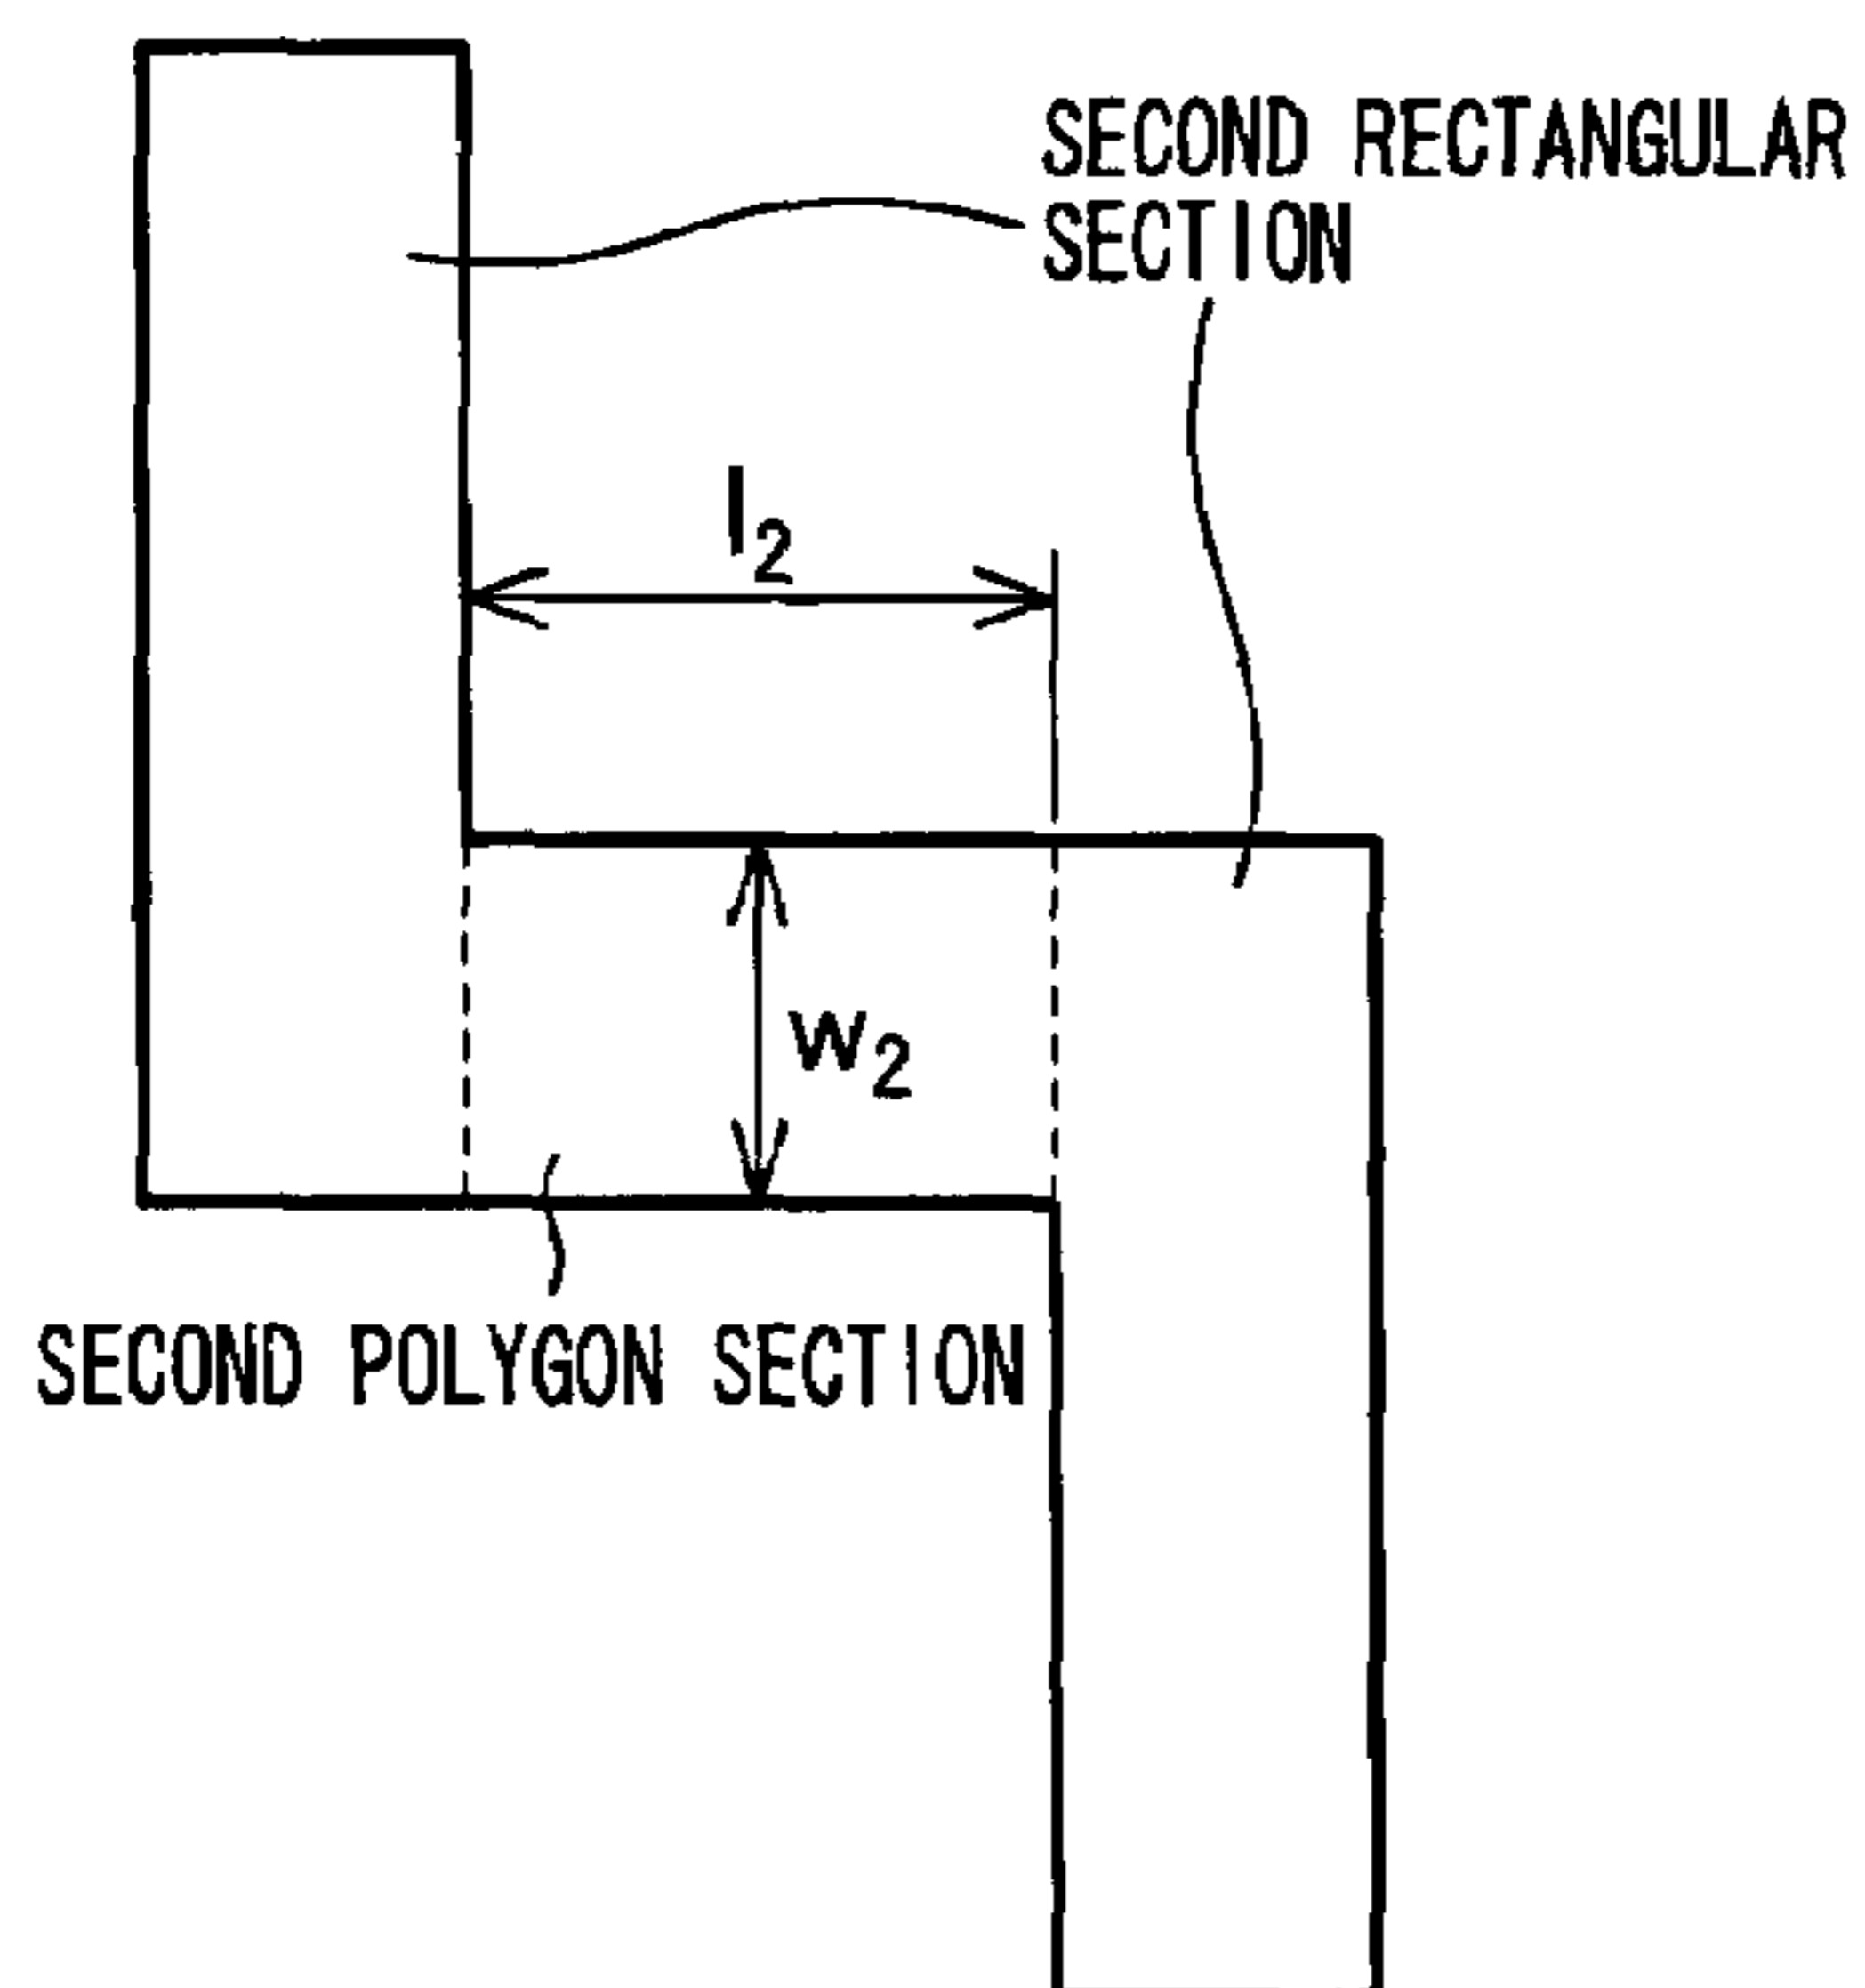 SECOND RECTANGULAR
SECTION
l2
w2
SECOND POLYGON SECTION